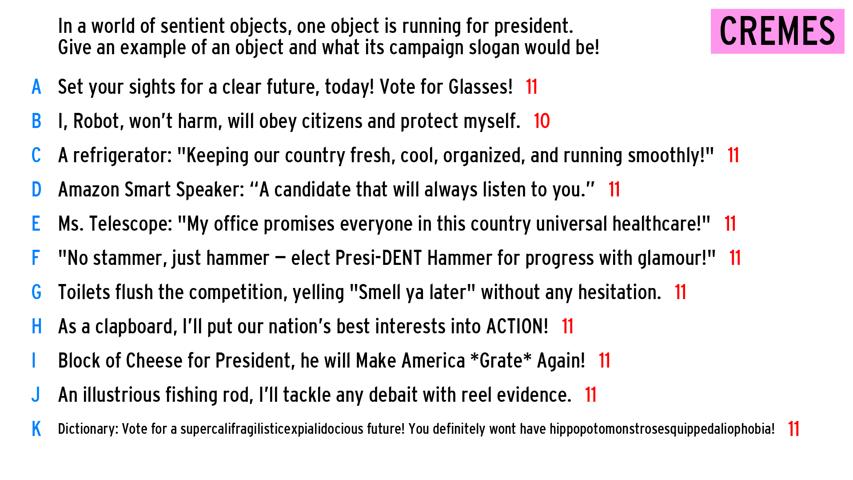 In a world of sentient objects, one object is running for president.
Give an example of an object and what its campaign slogan would be!
CREMES
A Set your sights for a clear future, today! Vote for Glasses! 11
B I, Robot, won't harm, will obey citizens and protect myself. 10
C A refrigerator: "Keeping our country fresh, cool, organized, and running smoothly!" 11
D Amazon Smart Speaker: “A candidate that will always listen to you.” 11
E Ms. Telescope: "My office promises everyone in this country universal healthcare!" 11
F "No stammer, just hammer – elect Presi-DENT Hammer for progress with glamour!" 11
G Toilets flush the competition, yelling "Smell ya later" without any hesitation. 11
H As a clapboard, I’ll put our nation’s best interests into ACTION! 11
I Block of Cheese for President, he will Make America *Grate* Again! 11
J An illustrious fishing rod, I’ll tackle any debait with reel evidence. 11
K Dictionary: Vote for a supercalifragilisticexpialidocious future! You definitely wont have hippopotomonstrosesquippedaliophobia! 11